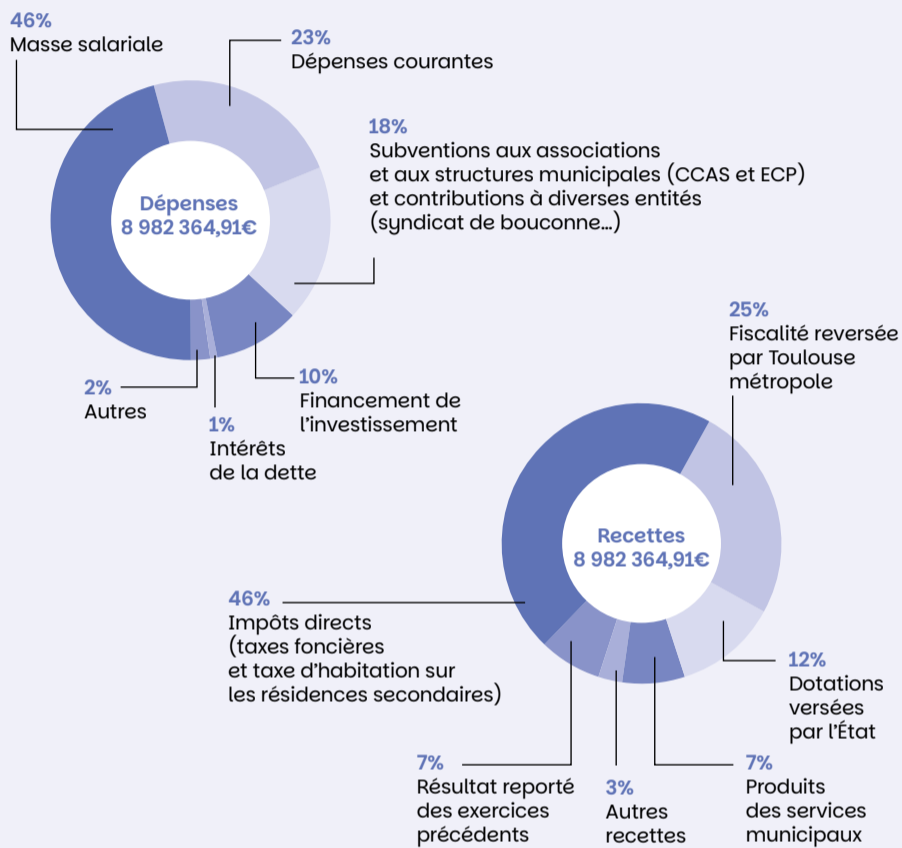 46%
Masse salariale
23%
Dépenses courantes
18%
Subventions aux associations
et aux structures municipales (CCAS et ECP)
et contributions à diverses entités
(syndicat de bouconne...)
Dépenses
8 982 364,91€
2%
Autres
1%
Intérêts
de la dette
10%
Financement de
l'investissement
25%
Fiscalité reversée
par Toulouse
métropole
Recettes
8 982 364,91€
46%
Impôts directs
(taxes foncières
et taxe d'habitation sur
les résidences secondaires)
12%
Dotations
versées
par l'État
7%
Résultat reporté
des exercices
précédents
3%
Autres
recettes
7%
Produits
des services
municipaux